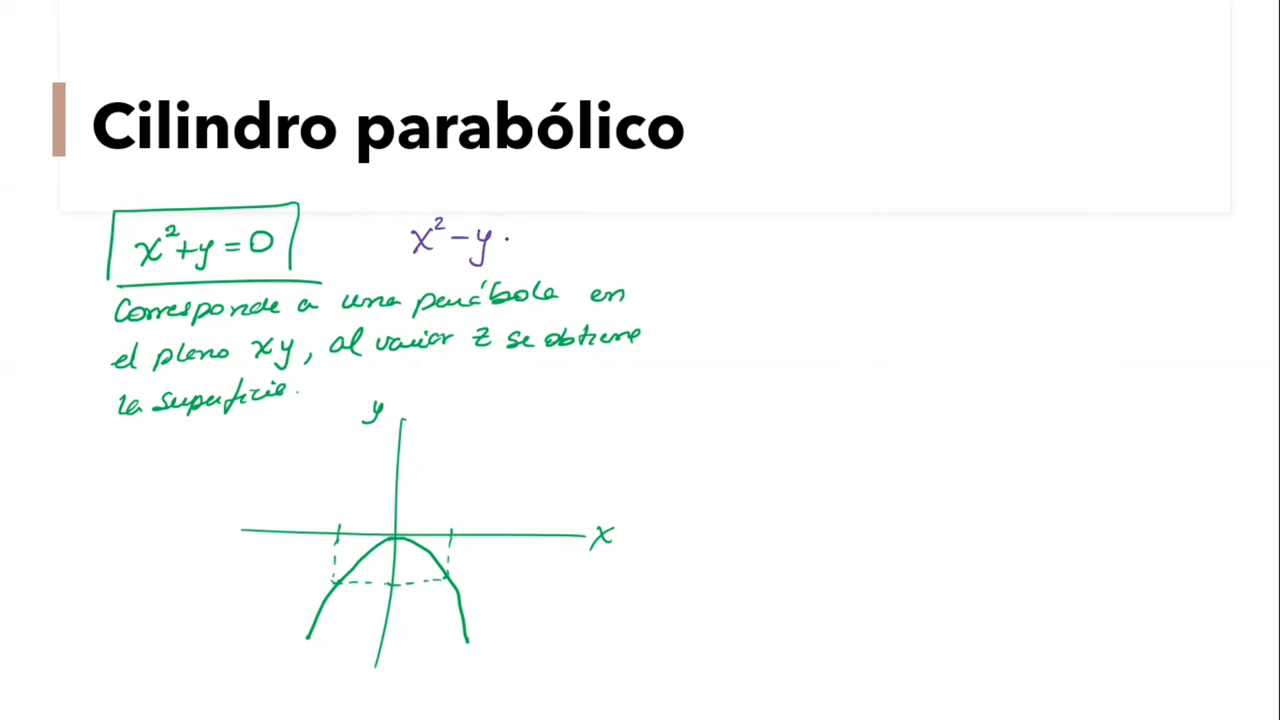 Cilindro parabólico
x²+y=0
x²-y
Corresponde a una parábola en
el plano xy, al variar z se obtiene
la superficie.
y
x